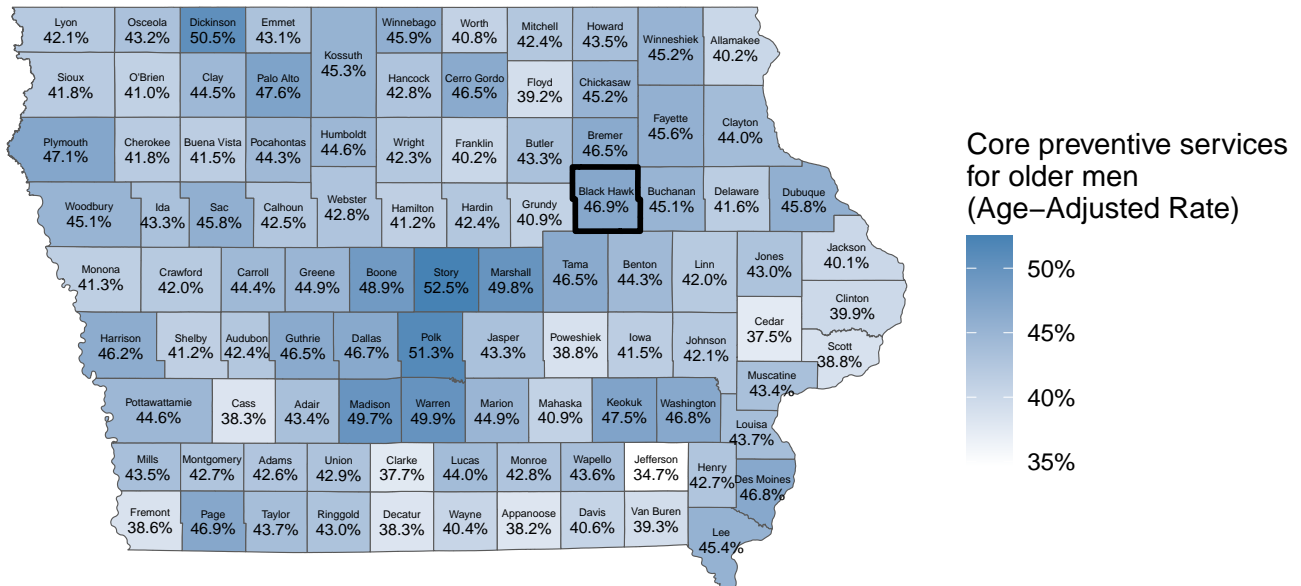 Lyon
42.1%
Osceola
43.2%
Dickinson
50.5%
Emmet
43.1%
Kossuth
45.3%
Winnebago
45.9%
Worth
40.8%
Mitchell
42.4%
Howard
43.5%
Winneshiek
45.2%
Allamakee
40.2%
Sioux
41.8%
O'Brien
41.0%
Clay
44.5%
Palo Alto
47.6%
Hancock
42.8%
Cerro Gordo
46.5%
Floyd
39.2%
Chickasaw
45.2%
Fayette
45.6%
Clayton
44.0%
Plymouth
47.1%
Cherokee
41.8%
Buena Vista
41.5%
Pocahontas
44.3%
Humboldt
44.6%
Wright
42.3%
Franklin
40.2%
Butler
43.3%
Bremer
46.5%
Woodbury
45.1%
Ida
43.3%
Sac
45.8%
Calhoun
42.5%
Webster
42.8%
Hamilton
41.2%
Hardin
42.4%
Grundy
40.9%
Black Hawk
46.9%
Buchanan
45.1%
Delaware
41.6%
Dubuque
45.8%
Monona
41.3%
Crawford
42.0%
Carroll
44.4%
Greene
44.9%
Boone
48.9%
Story
52.5%
Marshall
49.8%
Tama
46.5%
Benton
44.3%
Linn
42.0%
Jones
43.0%
Jackson
40.1%
Clinton
39.9%
Harrison
46.2%
Shelby
41.2%
Audubon
42.4%
Guthrie
46.5%
Dallas
46.7%
Polk
51.3%
Jasper
43.3%
Poweshiek
38.8%
Iowa
41.5%
Johnson
42.1%
Cedar
37.5%
Scott
38.8%
Muscatine
43.4%
Pottawattamie
44.6%
Cass
38.3%
Adair
43.4%
Madison
49.7%
Warren
49.9%
Marion
44.9%
Mahaska
40.9%
Keokuk
47.5%
Washington
46.8%
Louisa
43.7%
Mills
43.5%
Montgomery
42.7%
Adams
42.6%
Union
42.9%
Clarke
37.7%
Lucas
44.0%
Monroe
42.8%
Wapello
43.6%
Jefferson
34.7%
Henry
42.7%
Des Moines
46.8%
Fremont
38.6%
Page
46.9%
Taylor
43.7%
Ringgold
43.0%
Decatur
38.3%
Wayne
40.4%
Appanoose
38.2%
Davis
40.6%
Van Buren
39.3%
Lee
45.4%
Core preventive services
for older men
(Age−Adjusted Rate)
50%
45%
40%
35%